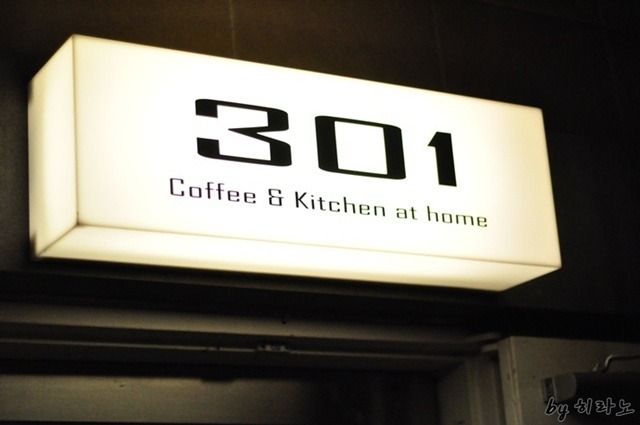 301
Coffee & Kitchen at home
by 히라노